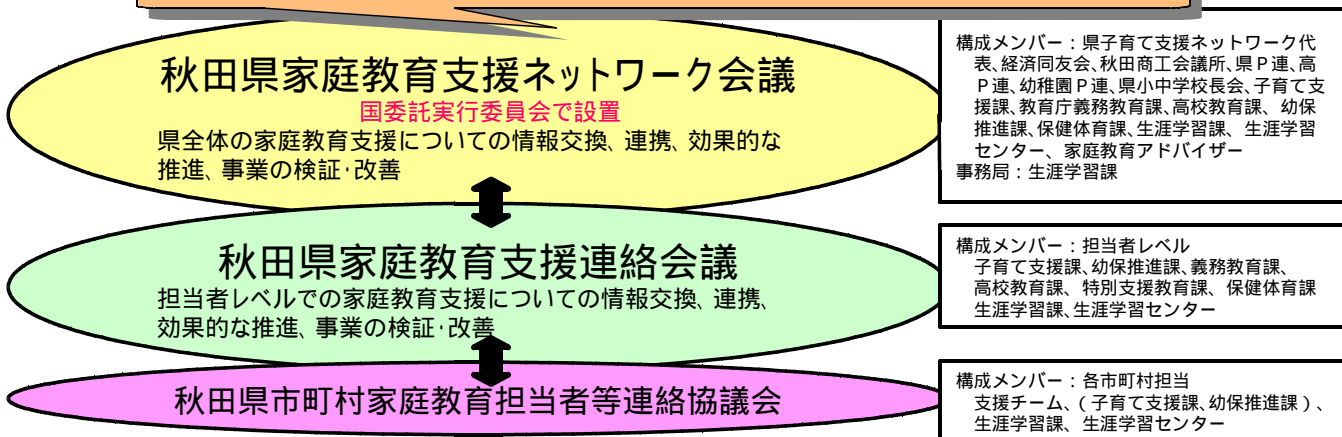 秋田県家庭教育支援ネットワーク会議
国委託実行委員会で設置
県全体の家庭教育支援についての情報交換、連携、効果的な
推進、事業の検証･改善
構成メンバー：県子育て支援ネットワーク代
表、経済同友会、秋田商工会議所、県Ｐ連、高
Ｐ連、幼稚園Ｐ連、県小中学校長会、子育て支
援課、教育庁義務教育課、高校教育課、幼保
推進課、保健体育課、生涯学習課、生涯学習
センター、家庭教育アドバイザー
事務局：生涯学習課
秋田県家庭教育支援連絡会議
担当者レベルでの家庭教育支援についての情報交換、連携、
効果的な推進、事業の検証･改善
構成メンバー：担当者レベル
子育て支援課、幼保推進課、義務教育課、
高校教育課、特別支援教育課、保健体育課
生涯学習課、生涯学習センター
秋田県市町村家庭教育担当者等連絡協議会
構成メンバー：各市町村担当
支援チーム、（子育て支援課、幼保推進課）、
生涯学習課、生涯学習センター